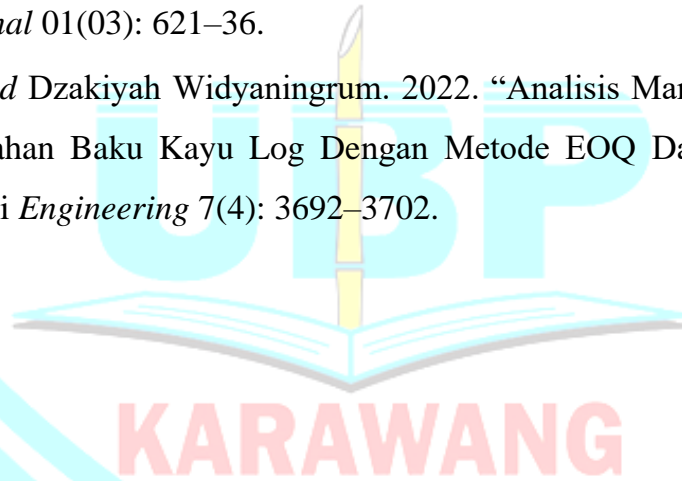 nal 01(03): 621–36.
d Dzakiyah Widyaningrum. 2022. “Analisis Mar
ahan Baku Kayu Log Dengan Metode EOQ Da
i Engineering 7(4): 3692–3702.
UBP
KARAWANG